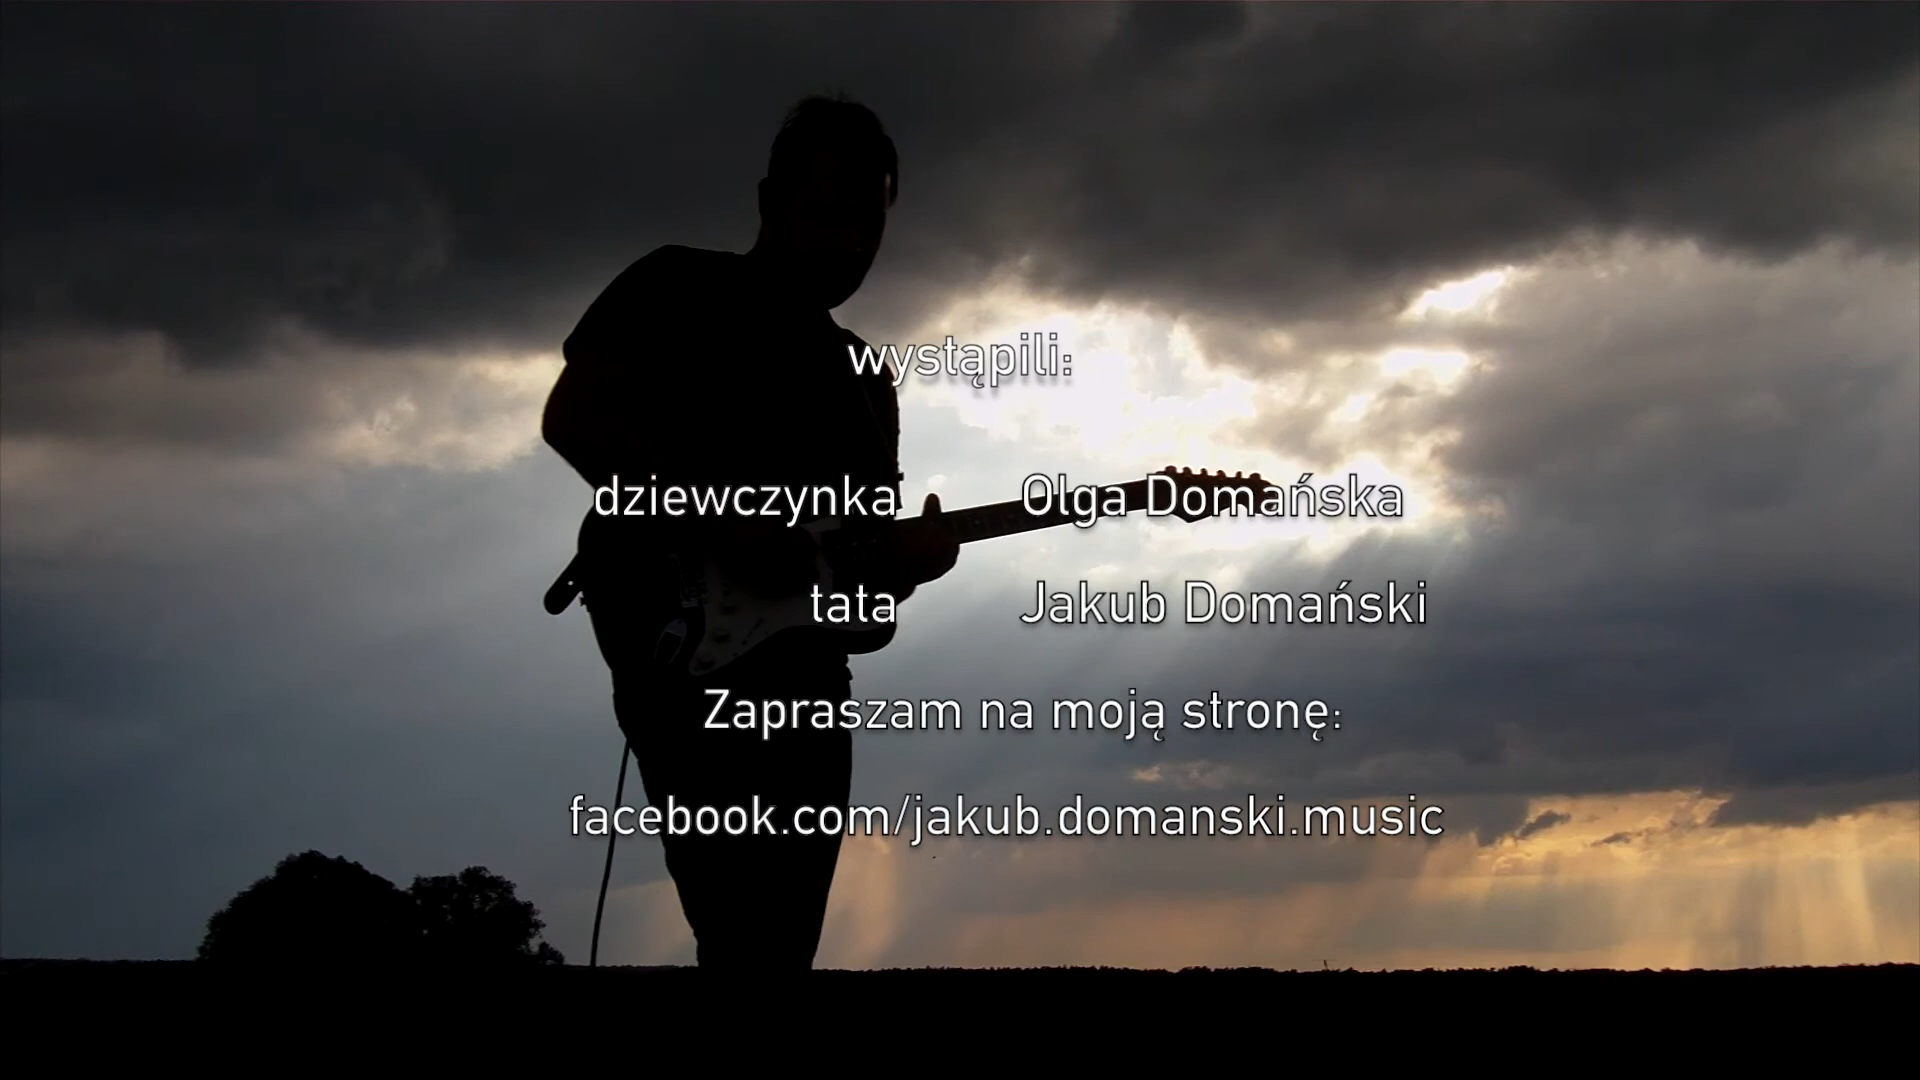 wystąpili:
dziewczynka Olga Domańska
tata Jakub Domański
Zapraszam na moją stronę:
facebook.com/jakub.domanski.music